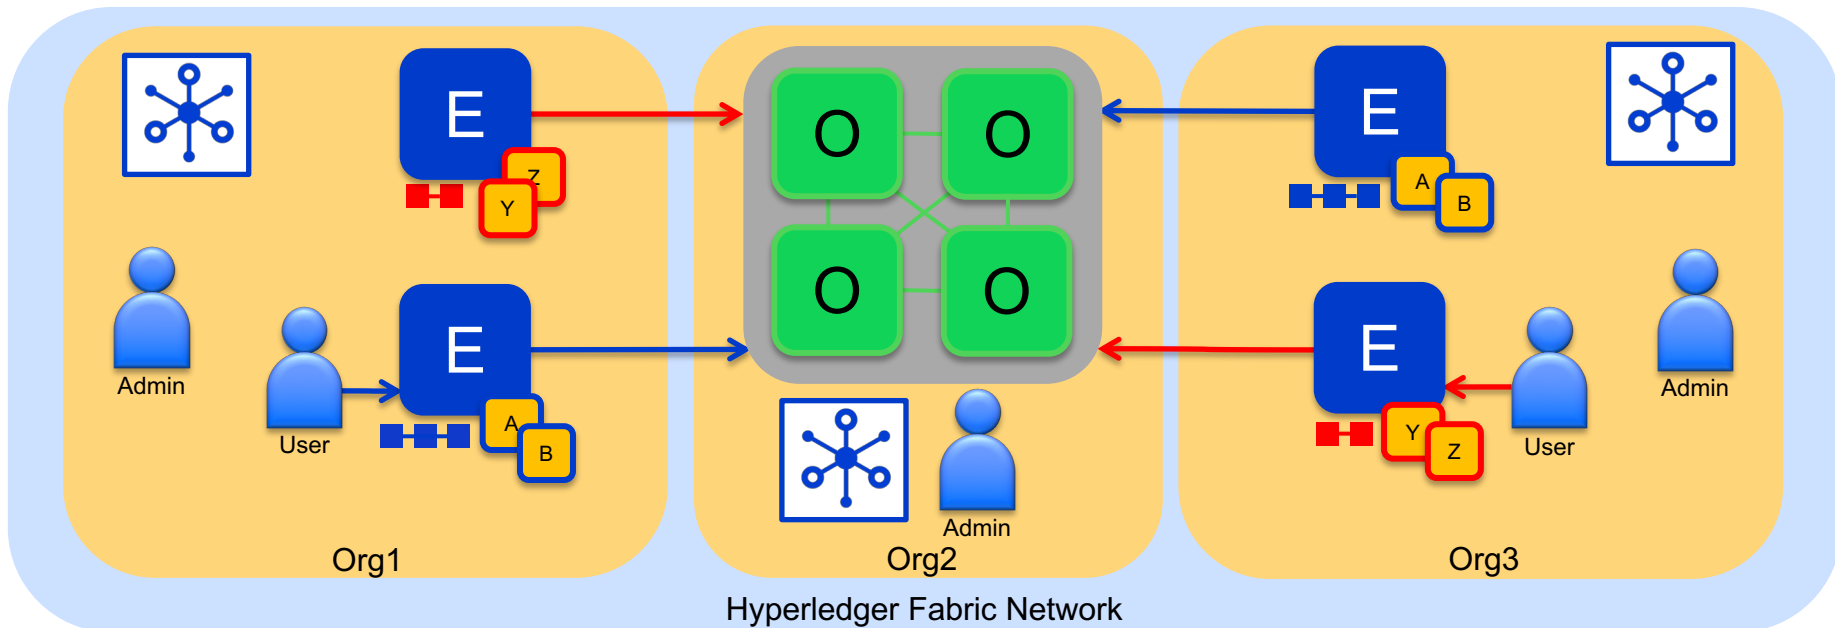 E
Z
Y
Admin
User
E
A
B
Org1
O
O
O
O
Admin
Org2
E
A
B
E
Y
Z
User
Admin
Org3
Hyperledger Fabric Network